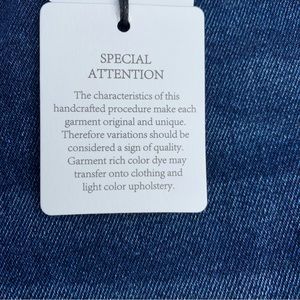 SPECIAL
ATTENTION
The characteristics of this
handcrafted procedure make each
garment original and unique.
Therefore variations should be
considered a sign of quality.
Garment rich color dye may
transfer onto clothing and
light color upholstery.